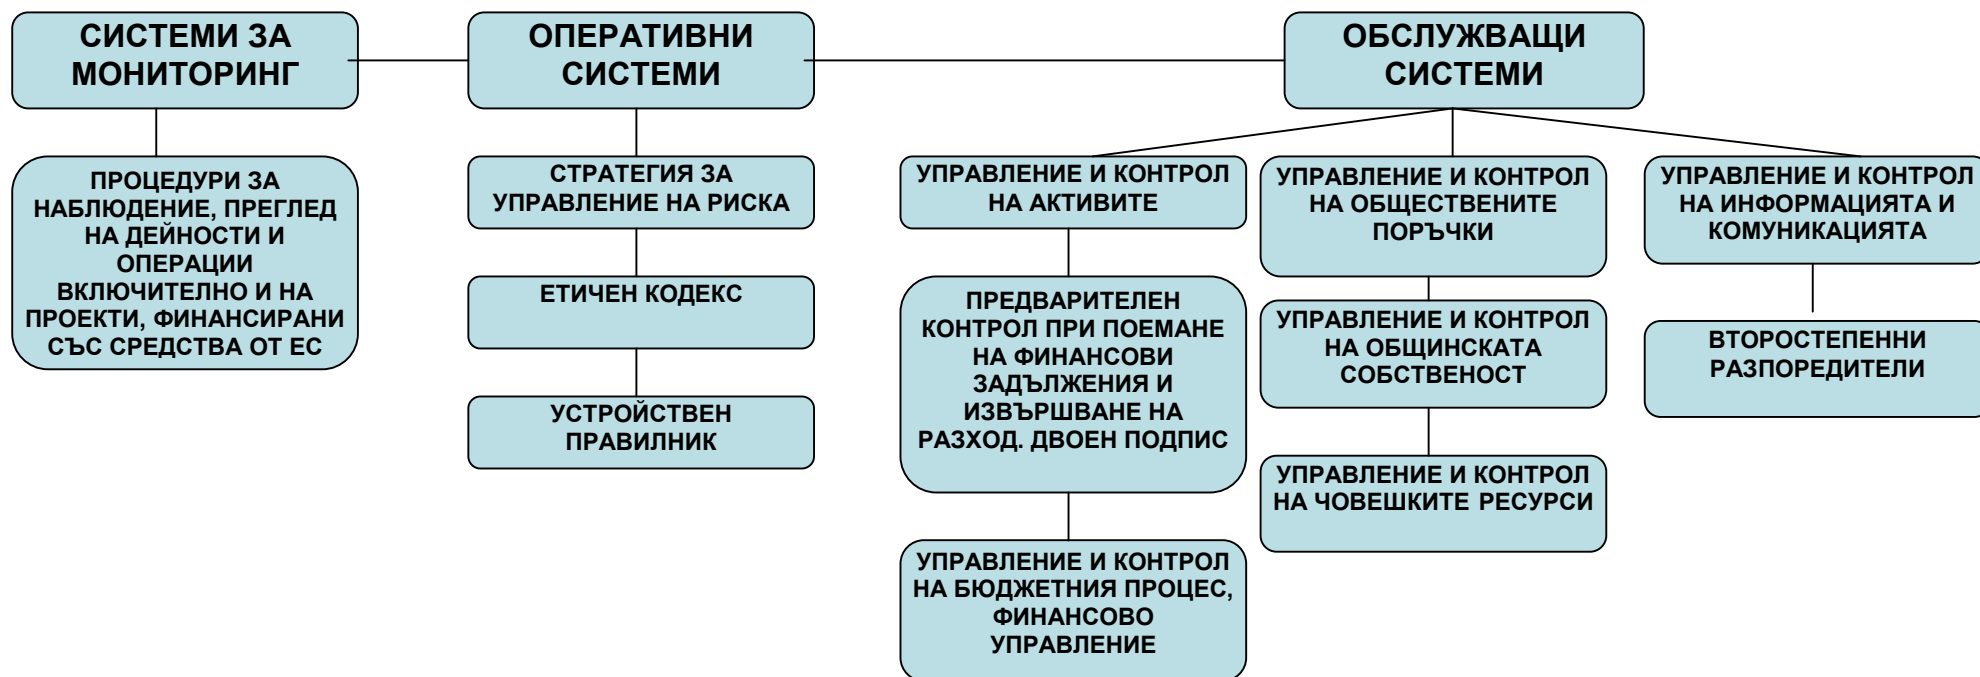 СИСТЕМИ ЗА
МОНИТОРИНГ
ОПЕРАТИВНИ
СИСТЕМИ
ОБСЛУЖВАЩИ
СИСТЕМИ
ПРОЦЕДУРИ ЗА
НАБЛЮДЕНИЕ, ПРЕГЛЕД
НА ДЕЙНОСТИ И
ОПЕРАЦИИ
ВКЛЮЧИТЕЛНО И НА
ПРОЕКТИ, ФИНАНСИРАНИ
СЪС СРЕДСТВА ОТ ЕС
СТРАТЕГИЯ ЗА
УПРАВЛЕНИЕ НА РИСКА
ЕТИЧЕН КОДЕКС
УСТРОЙСТВЕН
ПРАВИЛНИК
УПРАВЛЕНИЕ И КОНТРОЛ
НА АКТИВИТЕ
ПРЕДВАРИТЕЛЕН
КОНТРОЛ ПРИ ПОЕМАНЕ
НА ФИНАНСОВИ
ЗАДЪЛЖЕНИЯ И
ИЗВЪРШВАНЕ НА
РАЗХОД. ДВОЕН ПОДПИС
УПРАВЛЕНИЕ И КОНТРОЛ
НА БЮДЖЕТНИЯ ПРОЦЕС,
ФИНАНСОВО
УПРАВЛЕНИЕ
УПРАВЛЕНИЕ И КОНТРОЛ
НА ОБЩЕСТВЕНИТЕ
ПОРЪЧКИ
УПРАВЛЕНИЕ И КОНТРОЛ
НА ОБЩИНСКАТА
СОБСТВЕНОСТ
УПРАВЛЕНИЕ И КОНТРОЛ
НА ЧОВЕШКИТЕ РЕСУРСИ
УПРАВЛЕНИЕ И КОНТРОЛ
НА ИНФОРМАЦИЯТА И
КОМУНИКАЦИЯТА
ВТОРОСТЕПЕННИ
РАЗПОРЕДИТЕЛИ